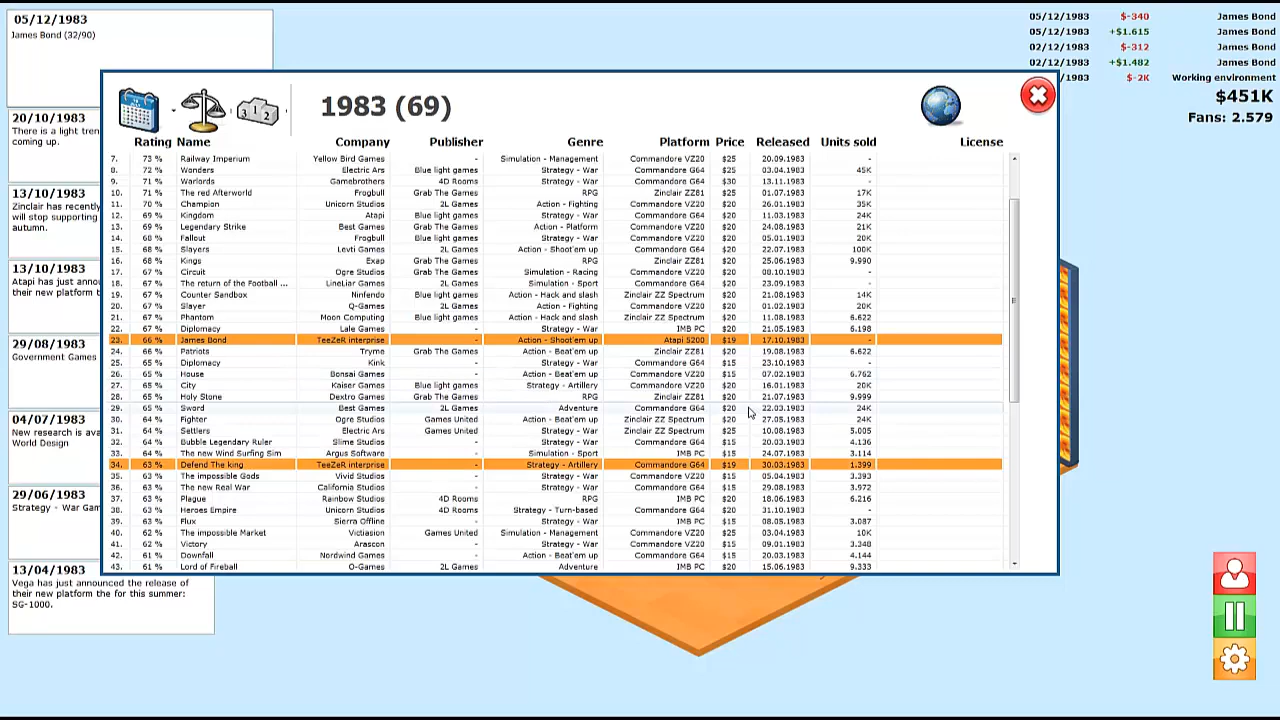 05/12/1983
James Bond (32/90)
20/10/1983
There is a light tren
coming up.
13/10/1983
Zinclair has recently
will stop supporting
autumn.
13/10/1983
Atapi has just anno
their new platform t
29/08/1983
Government Games
04/07/1983
New research is ava
World Design
29/06/1983
Strategy - War Gam
13/04/1983
Vega has just announced the release of
their new platform the for this summer:
SG-1000.
05/12/1983 $-340 James Bond
05/12/1983 +$1.615 James Bond
02/12/1983 $-312 James Bond
02/12/1983 +$1.482 James Bond
/1983 $-2K Working environment
$451K
Fans: 2.579
1983 (69)
Rating Name Company Publisher Genre Platform Price Released Units sold License
7. 73 % Railway Imperium Yellow Bird Games - Simulation - Management Commandore VZ20 $25 20.09.1983 -
8. 72 % Wonders Electric Ars Blue light games Strategy - War Commandore G64 $25 03.04.1983 45K
9. 71 % Warlords Gamebrothers 4D Rooms Strategy - War Commandore G64 $30 13.11.1983 -
10. 71 % The red Afterworld Frogbull Grab The Games RPG Zinclair ZZ81 $25 01.07.1983 17K
11. 70 % Champion Unicorn Studios 2L Games Action - Fighting Commandore VZ20 $25 26.01.1983 35K
12. 69 % Kingdom Atapi Blue light games Strategy - War Commandore G64 $20 11.03.1983 24K
13. 69 % Legendary Strike Best Games Grab The Games Action - Platform Commandore G64 $20 24.08.1983 21K
14. 68 % Fallout Frogbull Blue light games Strategy - War Commandore G64 $20 05.01.1983 20K
15. 68 % Slayers Levti Games 2L Games Action - Shoot'em up Commandore G64 $20 22.07.1983 100K
16. 68 % Kings Exap Grab The Games RPG Zinclair ZZ81 $20 25.06.1983 9.990
17. 67 % Circuit Ogre Studios Grab The Games Simulation - Racing Commandore VZ20 $20 08.10.1983 -
18. 67 % The return of the Football ... LineLiar Games 2L Games Simulation - Sport Commandore G64 $20 23.09.1983 -
19. 67 % Counter Sandbox Ninfendo Blue light games Action - Hack and slash Zinclair ZZ Spectrum $20 21.08.1983 14K
20. 67 % Slayer Q-Games 2L Games Action - Shoot'em up Commandore VZ20 $20 01.02.1983 20K
21. 67 % Phantom Moon Computing Blue light games Action - Hack and slash Zinclair ZZ Spectrum $20 11.08.1983 6.622
22. 67 % Diplomacy Lale Games - Strategy - War IMB PC $20 21.05.1983 6.198
23. 66 % James Bond TeeZeR interprise - Action - Shoot'em up Atapi 5200 $19 17.10.1983 -
24. 66 % Patriots Tryme Grab The Games Action - Beat'em up Zinclair ZZ81 $20 19.08.1983 6.622
25. 65 % Diplomacy Kink - Strategy - War Commandore G64 $15 23.10.1983 -
26. 65 % House Bonsai Games - Action - Beat'em up Commandore VZ20 $15 07.02.1983 6.762
27. 65 % City Kaiser Games Blue light games Strategy - Artillery Commandore VZ20 $20 16.01.1983 20K
28. 65 % Holy Stone Dextro Games Grab The Games RPG Zinclair ZZ81 $20 21.07.1983 9.999
29. 65 % Sword Best Games 2L Games Adventure Commandore G64 $20 22.03.1983 24K
30. 64 % Fighter Ogre Studios Games United Action - Beat'em up Zinclair ZZ Spectrum $20 27.05.1983 -
31. 64 % Settlers Electric Ars Games United Strategy - War Zinclair ZZ Spectrum $25 10.08.1983 5.005
32. 64 % Bubble Legendary Ruler Slime Studios - Strategy - War Commandore G64 $15 20.03.1983 4.136
33. 64 % The new Wind Surfing Sim Argus Software - Simulation - Sport Commandore G64 $15 24.07.1983 3.114
34. 63 % Defend The king TeeZeR interprise - Strategy - Artillery Commandore G64 $19 30.03.1983 1.399
35. 63 % The impossible Gods Vivid Studios - Strategy - War Commandore VZ20 $15 05.04.1983 3.393
36. 63 % The new Real War California Studios - Strategy - War Commandore G64 $15 29.08.1983 3.972
37. 63 % Plague Rainbow Studios 4D Rooms RPG IMB PC $20 18.06.1983 6.216
38. 63 % Heroes Empire Unicorn Studios 4D Rooms Strategy - Turn-based Commandore G64 $20 31.10.1983 -
39. 63 % Flux Sierra Offline - Strategy - War IMB PC $15 08.05.1983 3.087
40. 62 % The impossible Market Victiasion Games United Simulation - Management Commandore VZ20 $25 03.04.1983 10K
41. 62 % Victory Arascon - Strategy - War Commandore VZ20 $15 09.01.1983 3.348
42. 61 % Downfall Nordwind Games - Action - Beat'em up Commandore G64 $15 20.03.1983 4.144
43. 61 % Lord of Fireball O-Games 2L Games Adventure IMB PC $20 15.06.1983 9.333